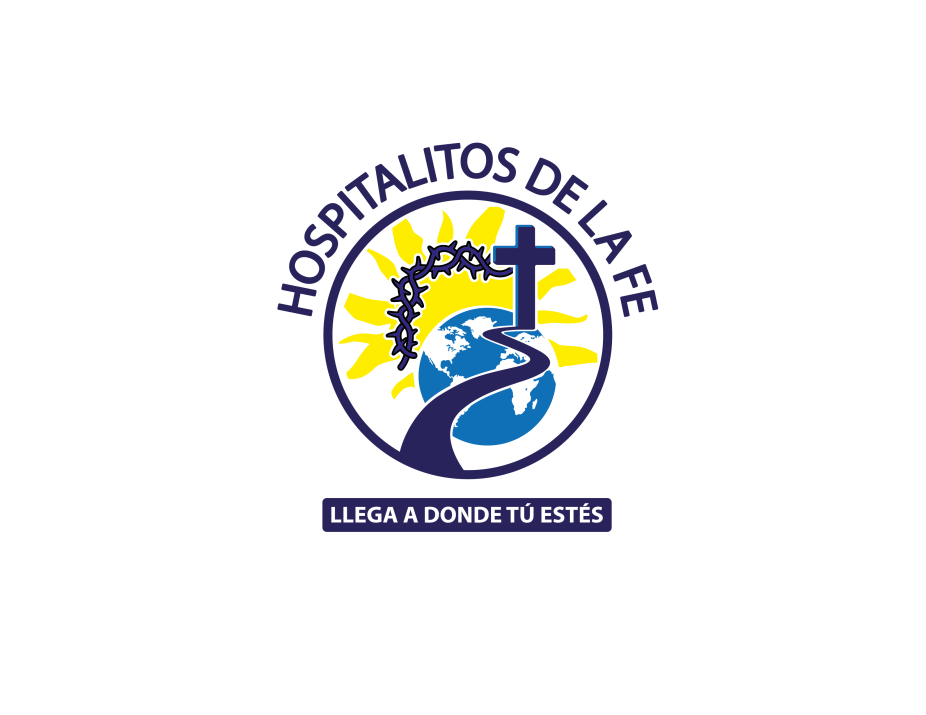 HOSPITALITOS DE LA FE
LLEGA A DONDE TÚ ESTÉS